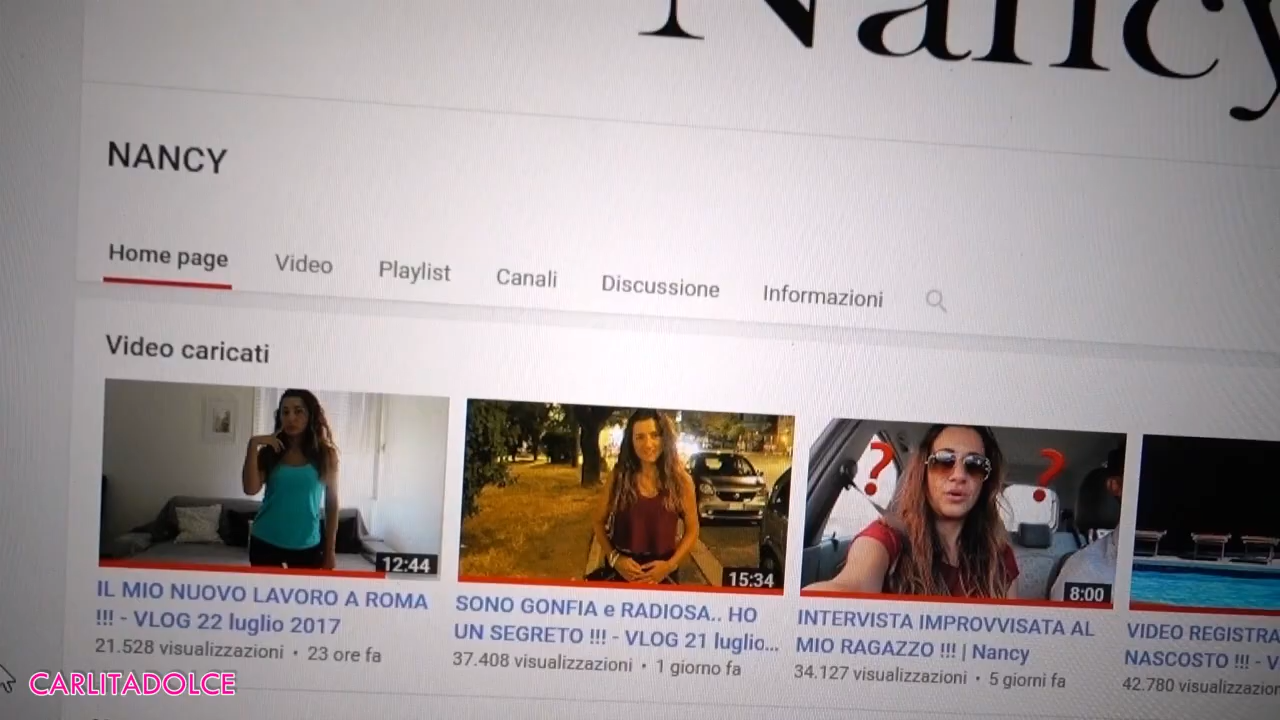 Nancy
NANCY
Home page Video Playlist Canali Discussione Informazioni
Video caricati
? ?
12:44 15:34 8:00
IL MIO NUOVO LAVORO A ROMA
!!! - VLOG 22 luglio 2017
21.528 visualizzazioni • 23 ore fa
SONO GONFIA e RADIOSA.. HO
UN SEGRETO !!! - VLOG 21 luglio...
37.408 visualizzazioni • 1 giorno fa
INTERVISTA IMPROVVISATA AL
MIO RAGAZZO !!! | Nancy
34.127 visualizzazioni • 5 giorni fa
VIDEO REGISTRA
NASCOSTO !!! - V
42.780 visualizzazion
CARLITADOLCE